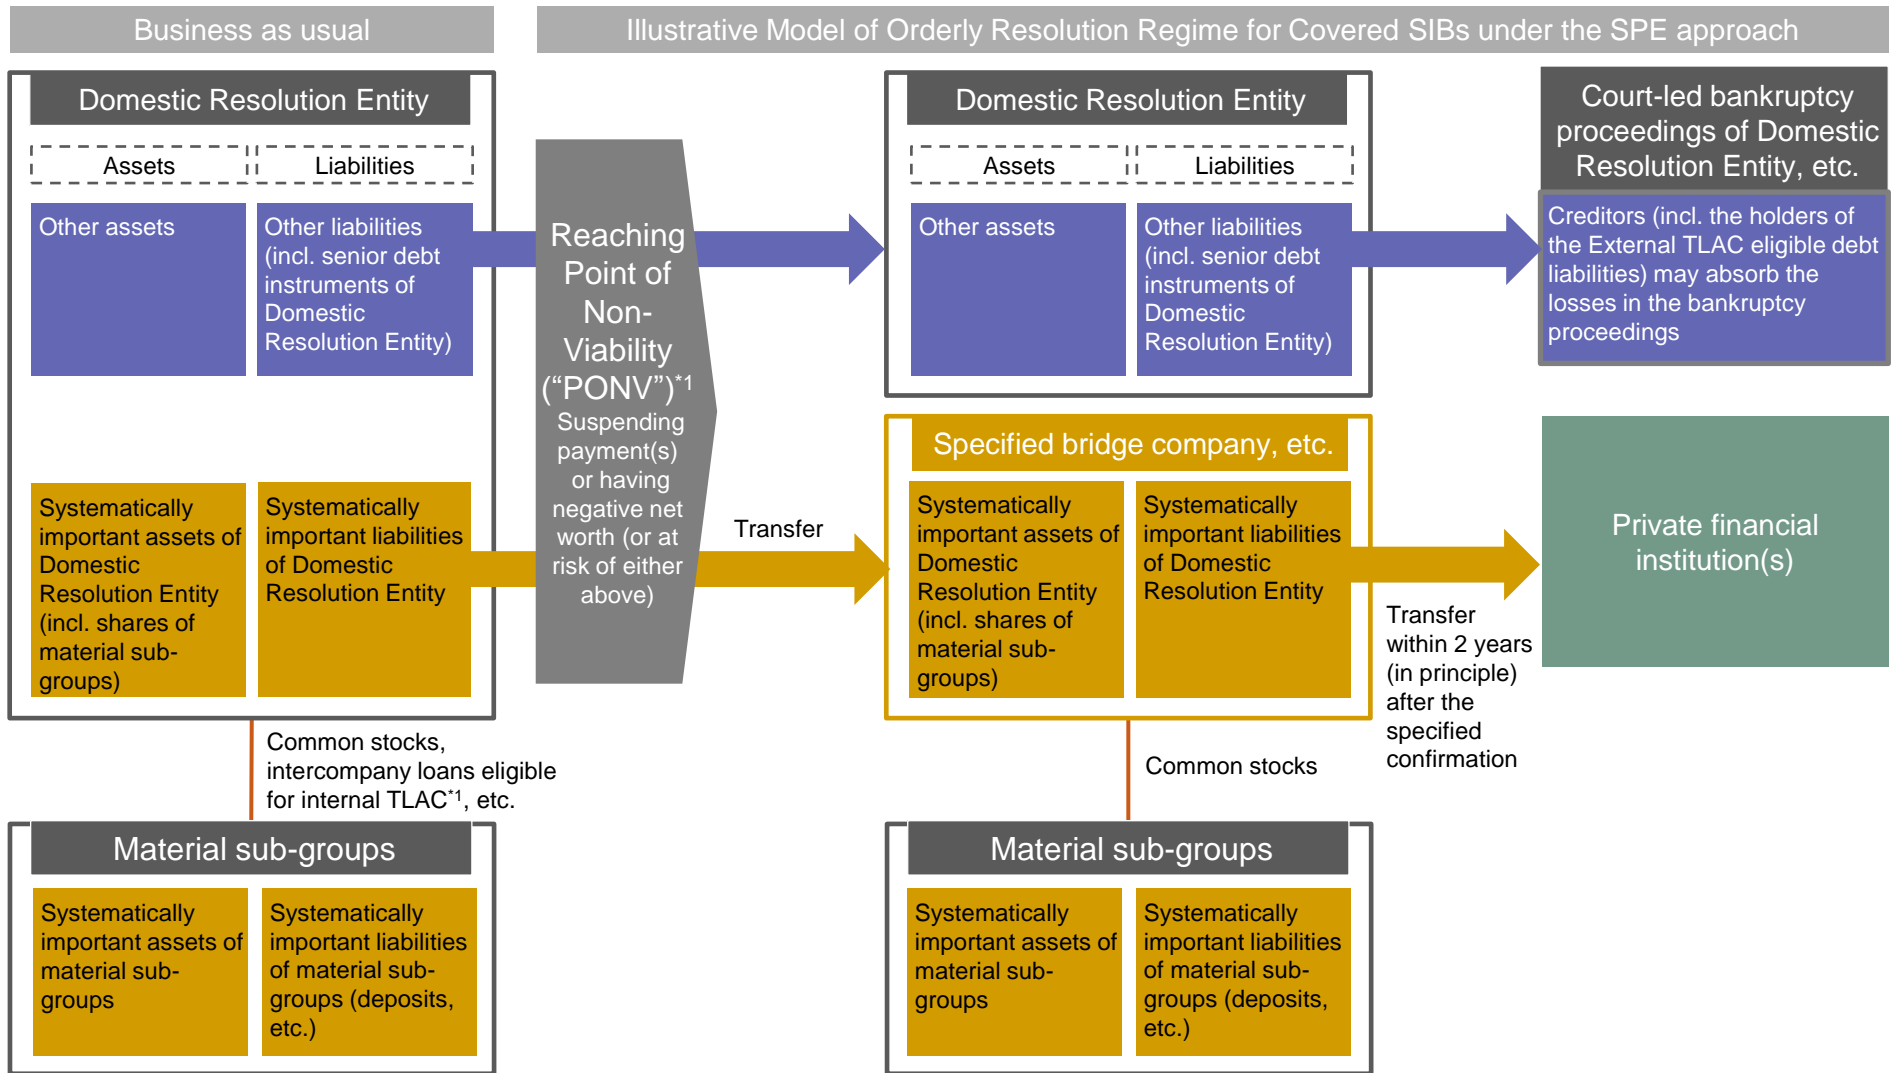 Business as usual
Illustrative Model of Orderly Resolution Regime for Covered SIBs under the SPE approach
Domestic Resolution Entity
Assets
Liabilities
Other assets
Other liabilities
(incl. senior debt
instruments of
Domestic
Resolution Entity)
Systematically
important assets of
Domestic
Resolution Entity
(incl. shares of
material sub-
groups)
Systematically
important liabilities
of Domestic
Resolution Entity
Common stocks,
intercompany loans eligible
for internal TLAC*1, etc.
Material sub-groups
Systematically
important assets of
material sub-
groups
Systematically
important liabilities
of material sub-
groups (deposits,
etc.)
Reaching
Point of
Non-
Viability
(“PONV”)*1
Suspending
payment(s)
or having
negative net
worth (or at
risk of either
above)
Transfer
Domestic Resolution Entity
Assets
Liabilities
Other assets
Other liabilities
(incl. senior debt
instruments of
Domestic
Resolution Entity)
Specified bridge company, etc.
Systematically
important assets of
Domestic
Resolution Entity
(incl. shares of
material sub-
groups)
Systematically
important liabilities
of Domestic
Resolution Entity
Common stocks
Material sub-groups
Systematically
important assets of
material sub-
groups
Systematically
important liabilities
of material sub-
groups (deposits,
etc.)
Court-led bankruptcy
proceedings of Domestic
Resolution Entity, etc.
Creditors (incl. the holders of
the External TLAC eligible debt
liabilities) may absorb the
losses in the bankruptcy
proceedings
Private financial
institution(s)
Transfer
within 2 years
(in principle)
after the
specified
confirmation